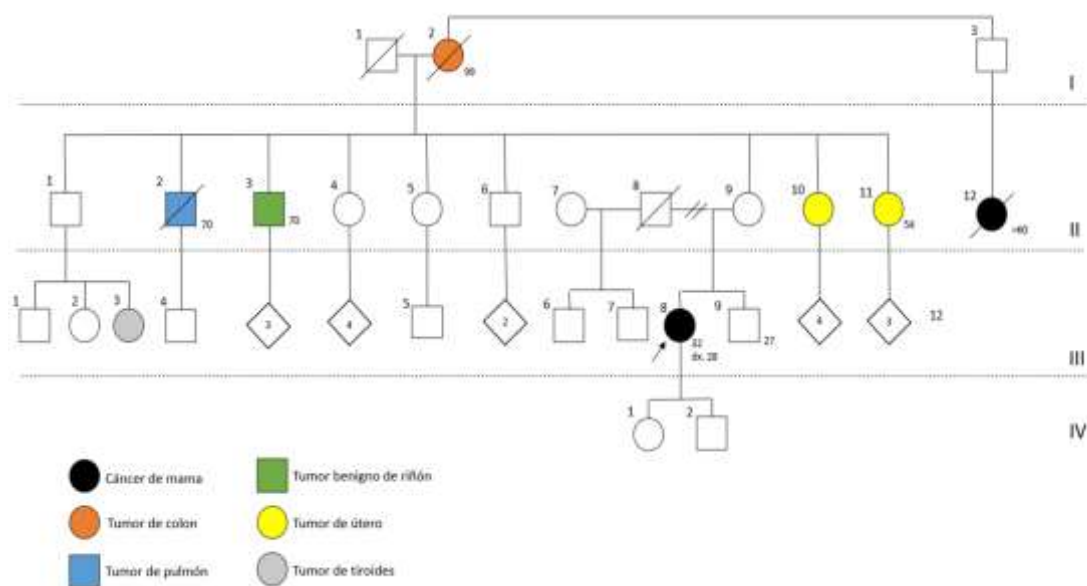 1 2 3
99
I
1 2 3 4 5 6 7 8 9 10 11 12
70 70 54 <40
II
1 2 3 4 5 6 7 8 9 12
3 4 2 4 3
32 27
dx. 28
III
1 2
IV
Cáncer de mama
Tumor benigno de riñón
Tumor de colon
Tumor de útero
Tumor de pulmón
Tumor de tiroides